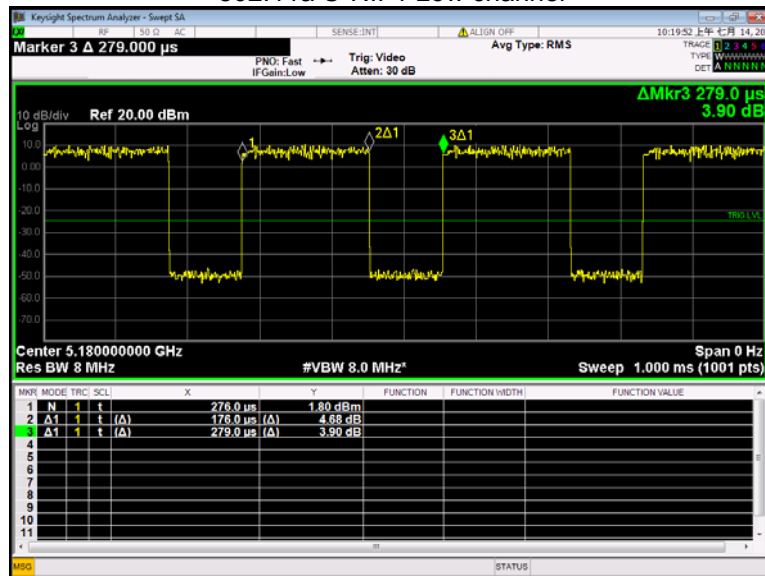 Keysight Spectrum Analyzer - Swept SA
RF 50 Ω AC SENSE:INT ALIGN OFF 10:19:52 上午 七月 14, 20
Marker 3 Δ 279.000 µs Avg Type: RMS TRACE 1 2 3 4 5 6
PNO: Fast Trig: Video TYPE WWWWWW
IFGain:Low Atten: 30 dB DET A N N N N N
ΔMkr3 279.0 µs
10 dB/div Ref 20.00 dBm 3.90 dB
Log
10.0 1 2Δ1 3Δ1
0.00
-10.0
-20.0
TRIG LVL
-30.0
-40.0
-50.0
-60.0
-70.0
Center 5.180000000 GHz Span 0 Hz
Res BW 8 MHz #VBW 8.0 MHz* Sweep 1.000 ms (1001 pts)
MKR MODE TRC SCL X Y FUNCTION FUNCTION WIDTH FUNCTION VALUE
1 N 1 t 276.0 µs 1.80 dBm
2 Δ1 1 t (Δ) 176.0 µs (Δ) 4.68 dB
3 Δ1 1 t (Δ) 279.0 µs (Δ) 3.90 dB
4
5
6
7
8
9
10
11
MSG STATUS